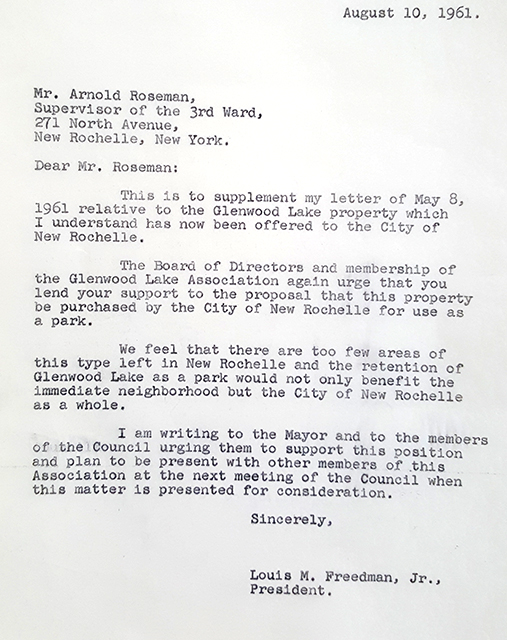 August 10, 1961.
Mr. Arnold Roseman,
Supervisor of the 3rd Ward,
271 North Avenue,
New Rochelle, New York.
Dear Mr. Roseman:
This is to supplement my letter of May 8,
1961 relative to the Glenwood Lake property which
I understand has now been offered to the City of
New Rochelle.
The Board of Directors and membership of
the Glenwood Lake Association again urge that you
lend your support to the proposal that this property
be purchased by the City of New Rochelle for use as
a park.
We feel that there are too few areas of
this type left in New Rochelle and the retention of
Glenwood Lake as a park would not only benefit the
immediate neighborhood but the City of New Rochelle
as a whole.
I am writing to the Mayor and to the members
of the Council urging them to support this position
and plan to be present with other members of this
Association at the next meeting of the Council when
this matter is presented for consideration.
Sincerely,
Louis M. Freedman, Jr.,
President.